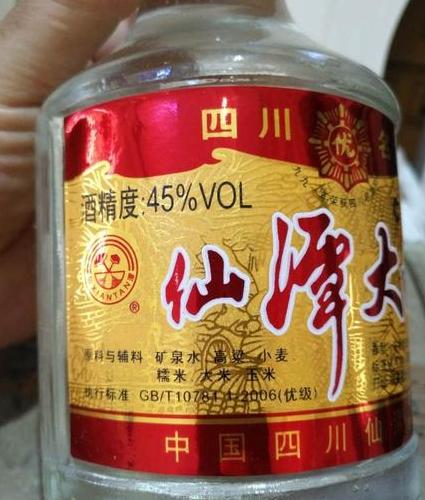 四川
优
酒精度:45%VOL
仙潭大
XIANTAN
®
原料与辅料 矿泉水 高粱 小麦
糯米 大米 玉米
执行标准 GB/T10781.1-2006(优级)
中国四川仙